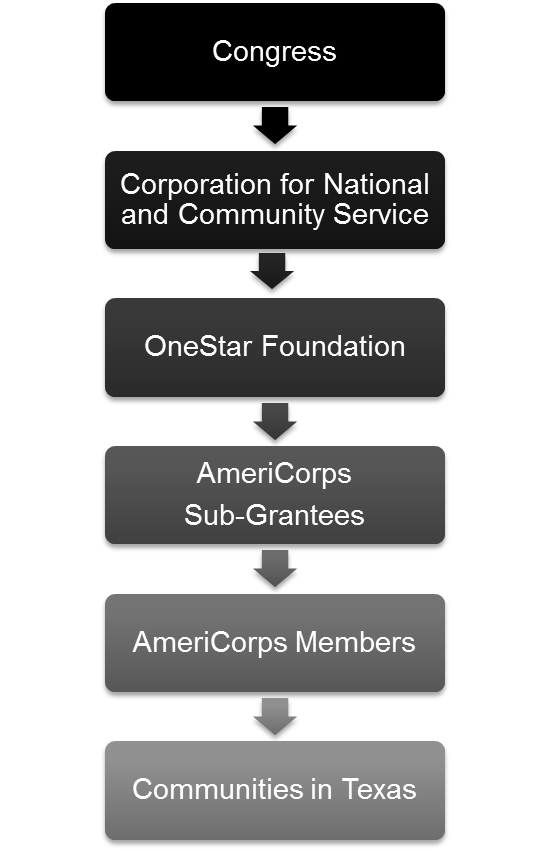 Congress
Corporation for National
and Community Service
OneStar Foundation
AmeriCorps
Sub-Grantees
AmeriCorps Members
Communities in Texas